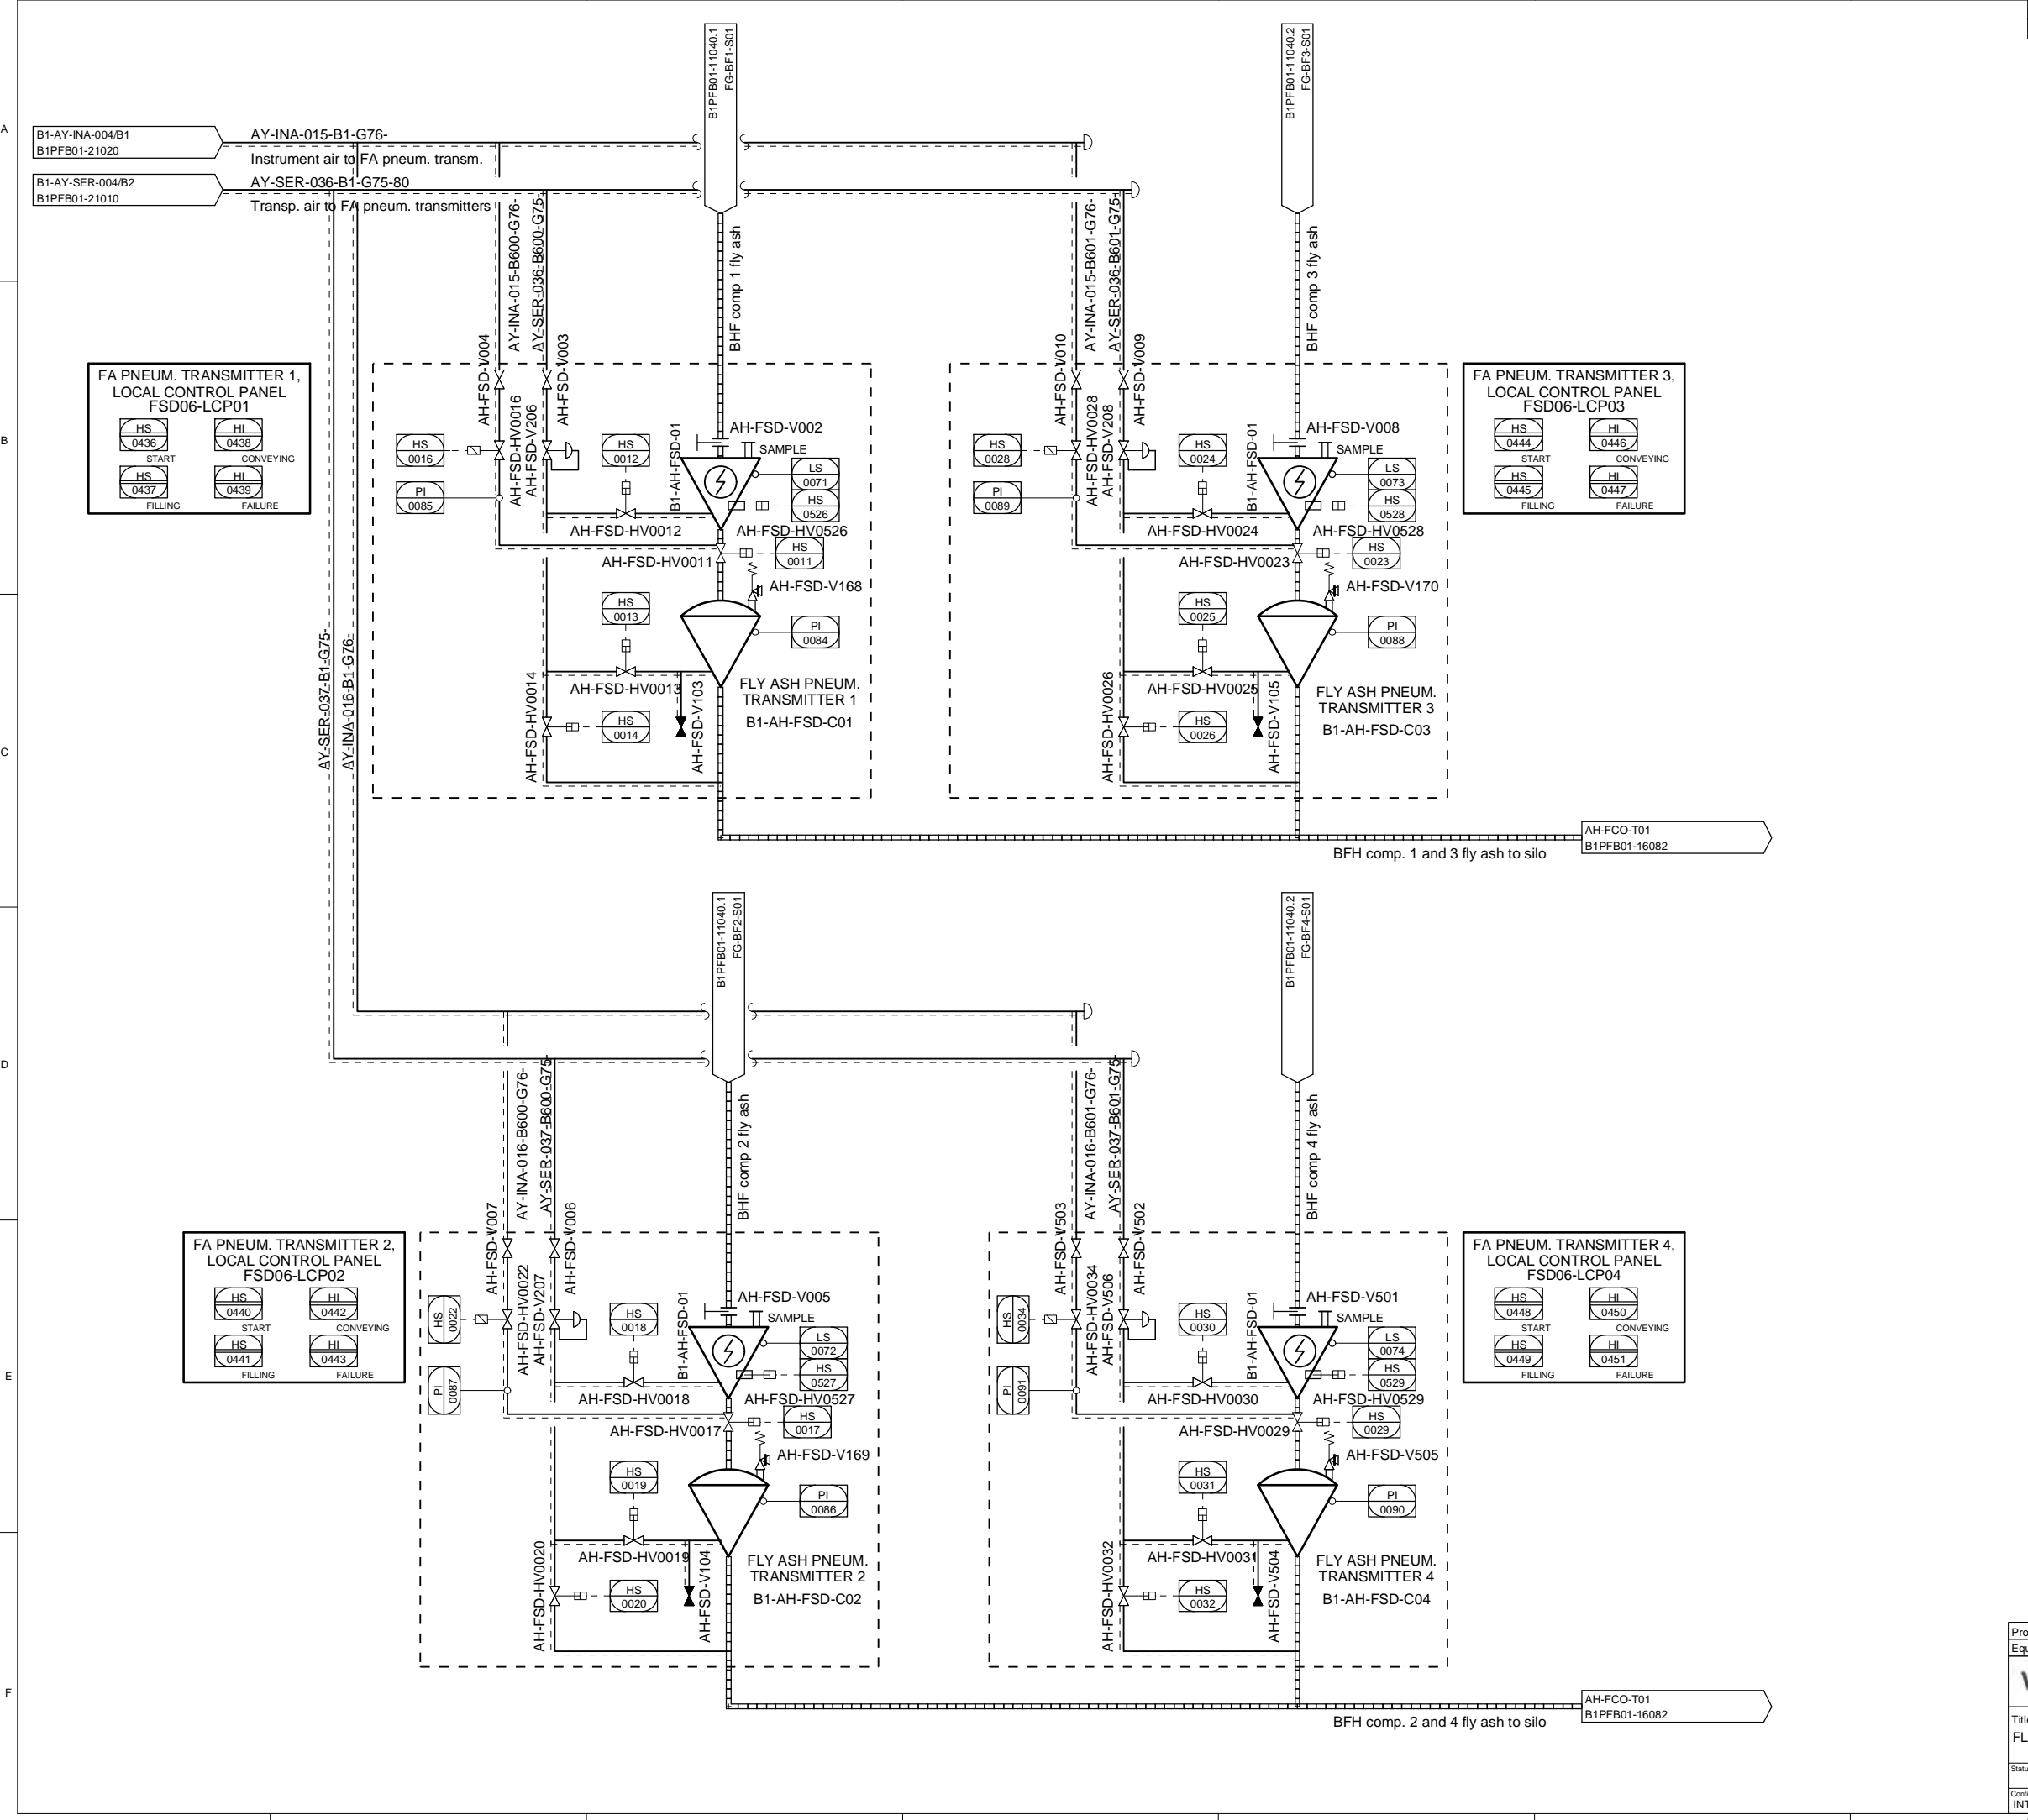 A
B
C
D
E
F
B1-AY-INA-004/B1
B1PFB01-21020
AY-INA-015-B1-G76-
Instrument air to FA pneum. transm.
B1-AY-SER-004/B2
B1PFB01-21010
AY-SER-036-B1-G75-80
Transp. air to FA pneum. transmitters
AY-SER-037-B1-G75-
AY-INA-016-B1-G76-
B1PFB01-11040.1
FG-BF1-S01
BHF comp 1 fly ash
AY-INA-015-B600-G76-
AY-SER-036-B600-G75-
AH-FSD-V004
AH-FSD-V003
FA PNEUM. TRANSMITTER 1,
LOCAL CONTROL PANEL
FSD06-LCP01
HS
0436
START
HI
0438
CONVEYING
HS
0437
FILLING
HI
0439
FAILURE
HS
0016
PI
0085
AH-FSD-HV0016
AH-FSD-V206
HS
0012
AH-FSD-HV0012
B1-AH-FSD-01
AH-FSD-V002
SAMPLE
LS
0071
HS
0526
AH-FSD-HV0526
HS
0011
AH-FSD-HV0011
AH-FSD-V168
HS
0013
PI
0084
AH-FSD-HV0013
AH-FSD-HV0014
HS
0014
AH-FSD-V103
FLY ASH PNEUM.
TRANSMITTER 1
B1-AH-FSD-C01
B1PFB01-11040.2
FG-BF3-S01
BHF comp 3 fly ash
AY-INA-015-B601-G76-
AY-SER-036-B601-G75-
AH-FSD-V010
AH-FSD-V009
HS
0028
PI
0089
AH-FSD-HV0028
AH-FSD-V208
HS
0024
AH-FSD-HV0024
B1-AH-FSD-01
AH-FSD-V008
SAMPLE
LS
0073
HS
0528
AH-FSD-HV0528
HS
0023
AH-FSD-HV0023
AH-FSD-V170
HS
0025
PI
0088
AH-FSD-HV0025
AH-FSD-HV0026
HS
0026
AH-FSD-V105
FLY ASH PNEUM.
TRANSMITTER 3
B1-AH-FSD-C03
FA PNEUM. TRANSMITTER 3,
LOCAL CONTROL PANEL
FSD06-LCP03
HS
0444
START
HI
0446
CONVEYING
HS
0445
FILLING
HI
0447
FAILURE
AH-FCO-T01
B1PFB01-16082
BFH comp. 1 and 3 fly ash to silo
B1PFB01-11040.1
FG-BF2-S01
BHF comp 2 fly ash
AY-INA-016-B600-G76-
AY-SER-037-B600-G75-
AH-FSD-V007
AH-FSD-V006
FA PNEUM. TRANSMITTER 2,
LOCAL CONTROL PANEL
FSD06-LCP02
HS
0440
START
HI
0442
CONVEYING
HS
0441
FILLING
HI
0443
FAILURE
HS
0022
PI
0087
AH-FSD-HV0022
AH-FSD-V207
HS
0018
AH-FSD-HV0018
B1-AH-FSD-01
AH-FSD-V005
SAMPLE
LS
0072
HS
0527
AH-FSD-HV0527
HS
0017
AH-FSD-HV0017
AH-FSD-V169
HS
0019
PI
0086
AH-FSD-HV0019
AH-FSD-HV0020
HS
0020
AH-FSD-V104
FLY ASH PNEUM.
TRANSMITTER 2
B1-AH-FSD-C02
B1PFB01-11040.2
FG-BF4-S01
BHF comp 4 fly ash
AY-INA-016-B601-G76-
AY-SER-037-B601-G75-
AH-FSD-V503
AH-FSD-V502
HS
0034
PI
0091
AH-FSD-HV0034
AH-FSD-V506
HS
0030
AH-FSD-HV0030
B1-AH-FSD-01
AH-FSD-V501
SAMPLE
LS
0074
HS
0529
AH-FSD-HV0529
HS
0029
AH-FSD-HV0029
AH-FSD-V505
HS
0031
PI
0090
AH-FSD-HV0031
AH-FSD-HV0032
HS
0032
AH-FSD-V504
FLY ASH PNEUM.
TRANSMITTER 4
B1-AH-FSD-C04
FA PNEUM. TRANSMITTER 4,
LOCAL CONTROL PANEL
FSD06-LCP04
HS
0448
START
HI
0450
CONVEYING
HS
0449
FILLING
HI
0451
FAILURE
AH-FCO-T01
B1PFB01-16082
BFH comp. 2 and 4 fly ash to silo